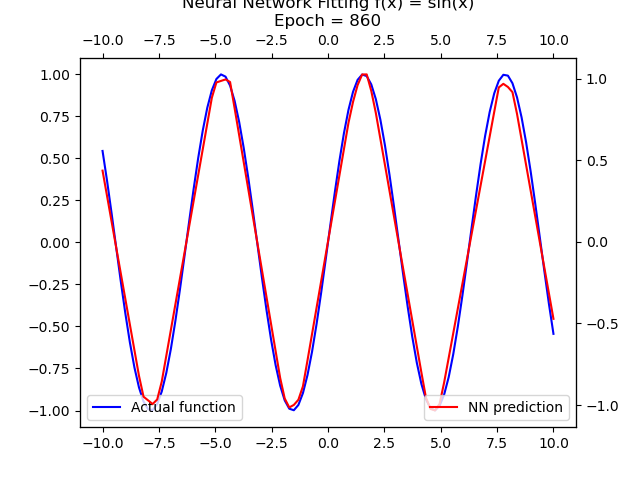 Neural Network Fitting f(x) = sin(x)
Epoch = 860
−10.0 −7.5 −5.0 −2.5 0.0 2.5 5.0 7.5 10.0
1.00
0.75
0.50
0.25
0.00
−0.25
−0.50
−0.75
−1.00
1.0
0.5
0.0
−0.5
−1.0
Actual function
NN prediction
−10.0 −7.5 −5.0 −2.5 0.0 2.5 5.0 7.5 10.0